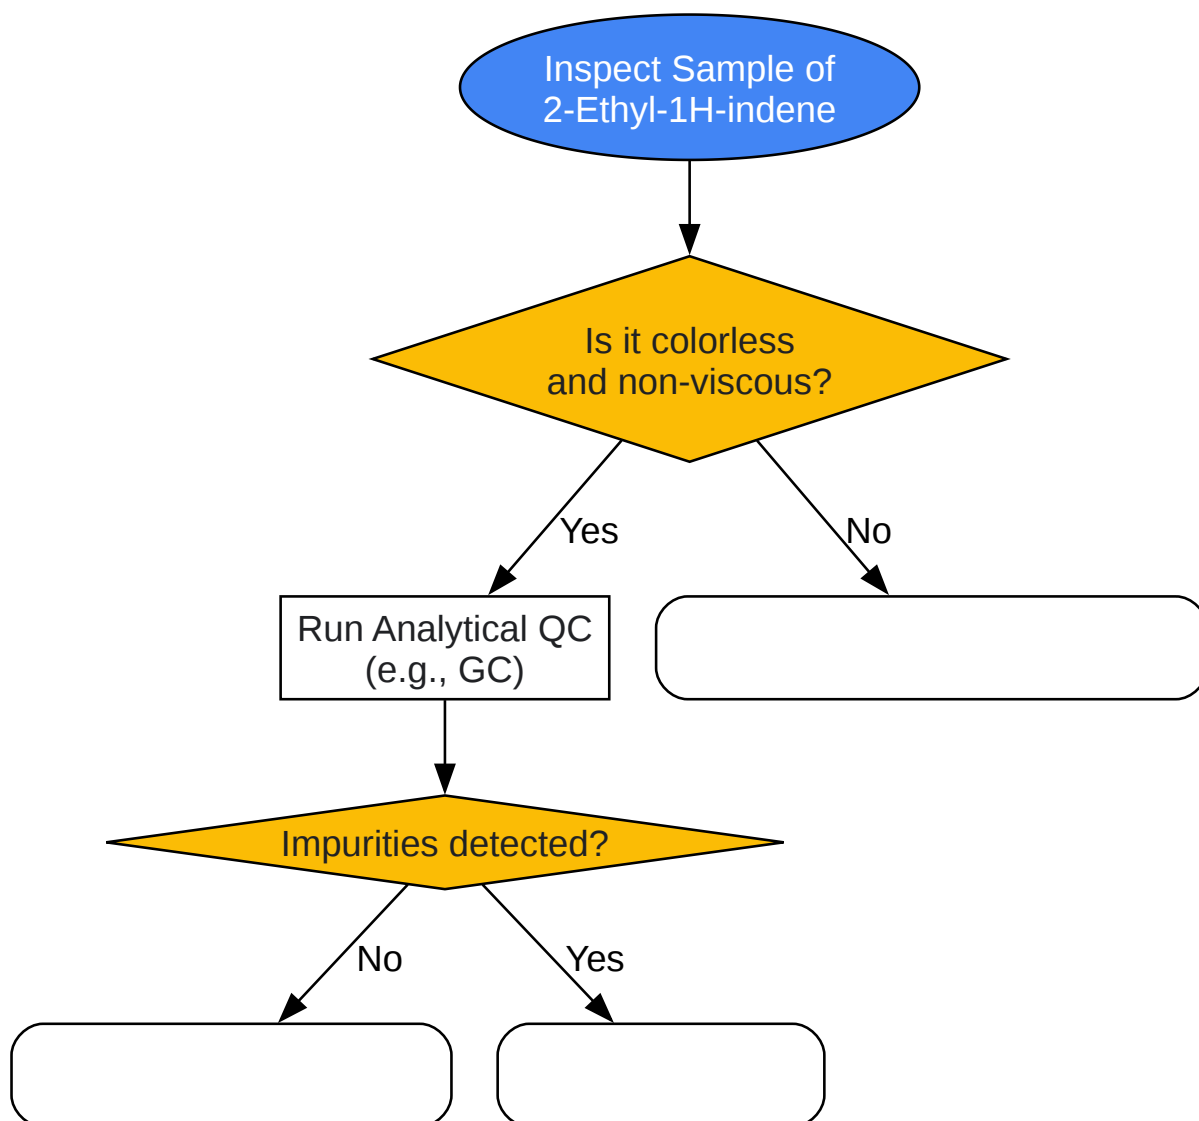 Inspect Sample of
2-Ethyl-1H-indene
Is it colorless
and non-viscous?
Yes
No
Run Analytical QC
(e.g., GC)
Impurities detected?
No
Yes